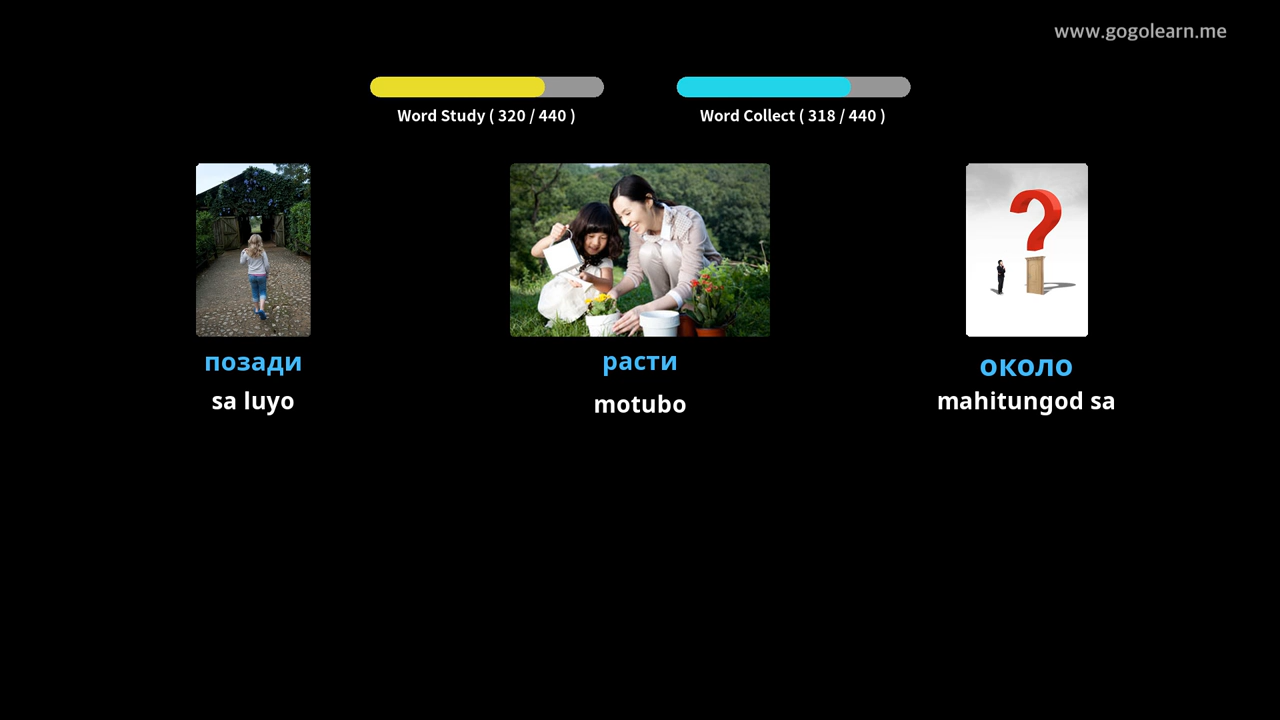 www.gogolearn.me
Word Study ( 320 / 440 )
Word Collect ( 318 / 440 )
позади
sa luyo
расти
motubo
около
mahitungod sa